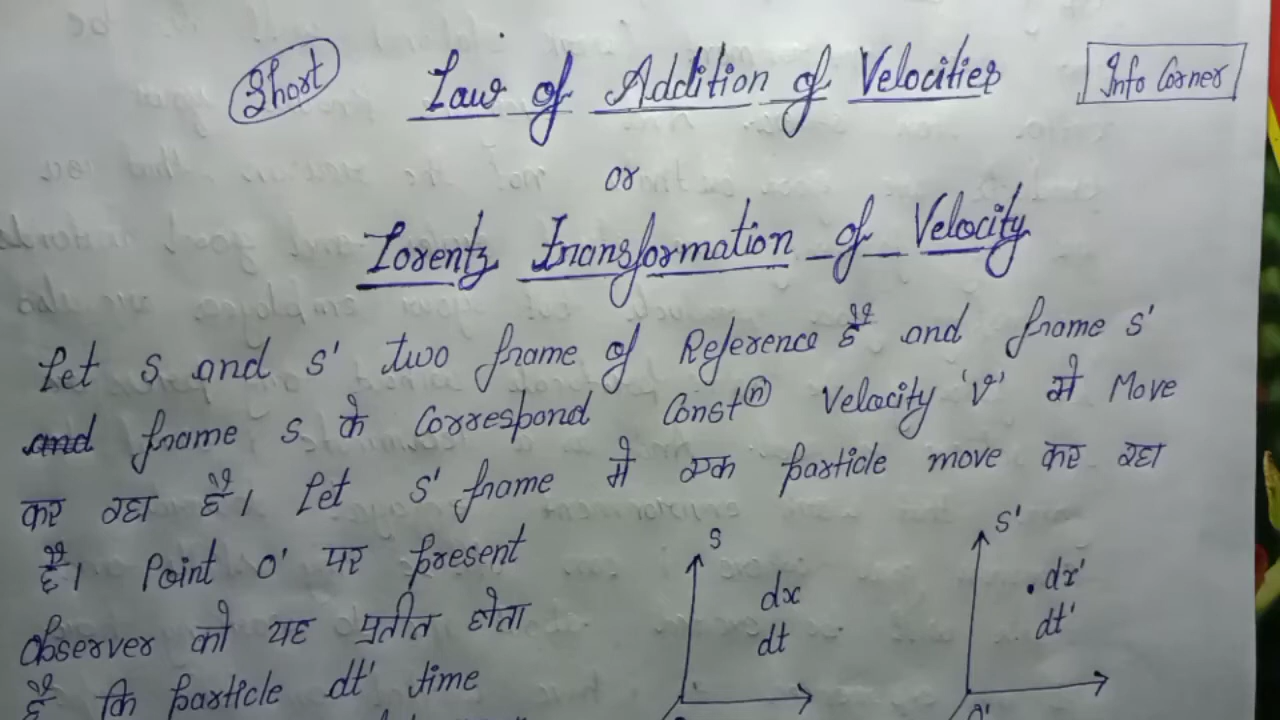 Short
Law of Addition of Velocities
Info Corner
or
Lorentz transformation of Velocity
Let S and S' two frame of Reference है and frame S'
and frame S के Correspond Constⁿ Velocity 'v' से Move
कर रहा है। Let S' frame में एक particle move कर रहा
है। Point O' पर present
observer को यह प्रतीत होता
है कि particle dt' time
S
dx
dt
S'
dx'
dt'
O'